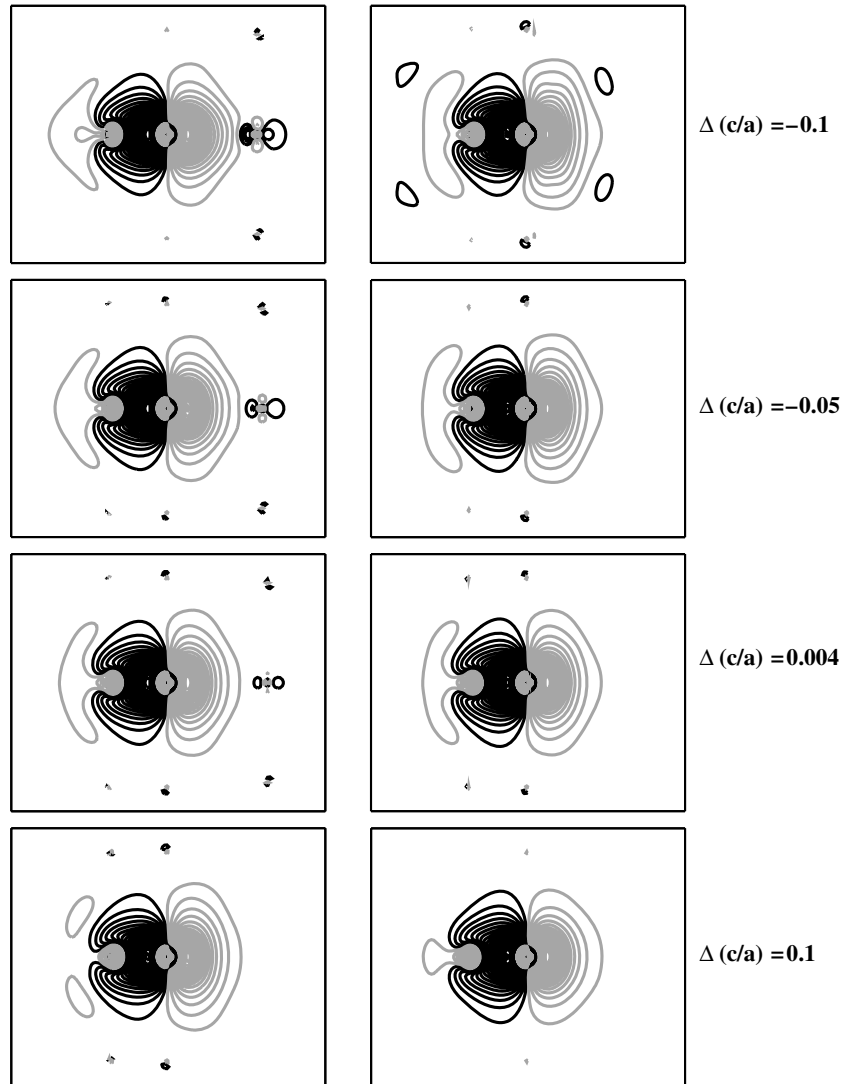 Δ (c/a) =−0.1
Δ (c/a) =−0.05
Δ (c/a) =0.004
Δ (c/a) =0.1